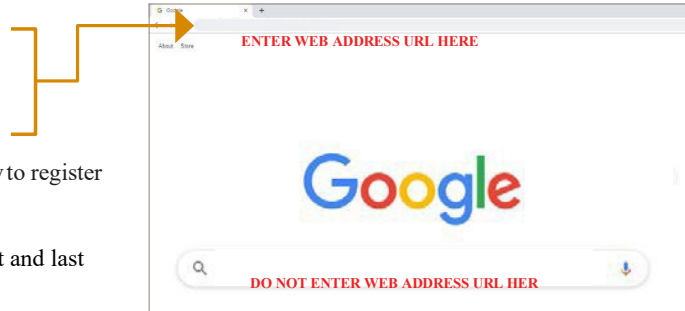 Google
ENTER WEB ADDRESS URL HERE
About Store
to register
Google
t and last
DO NOT ENTER WEB ADDRESS URL HER